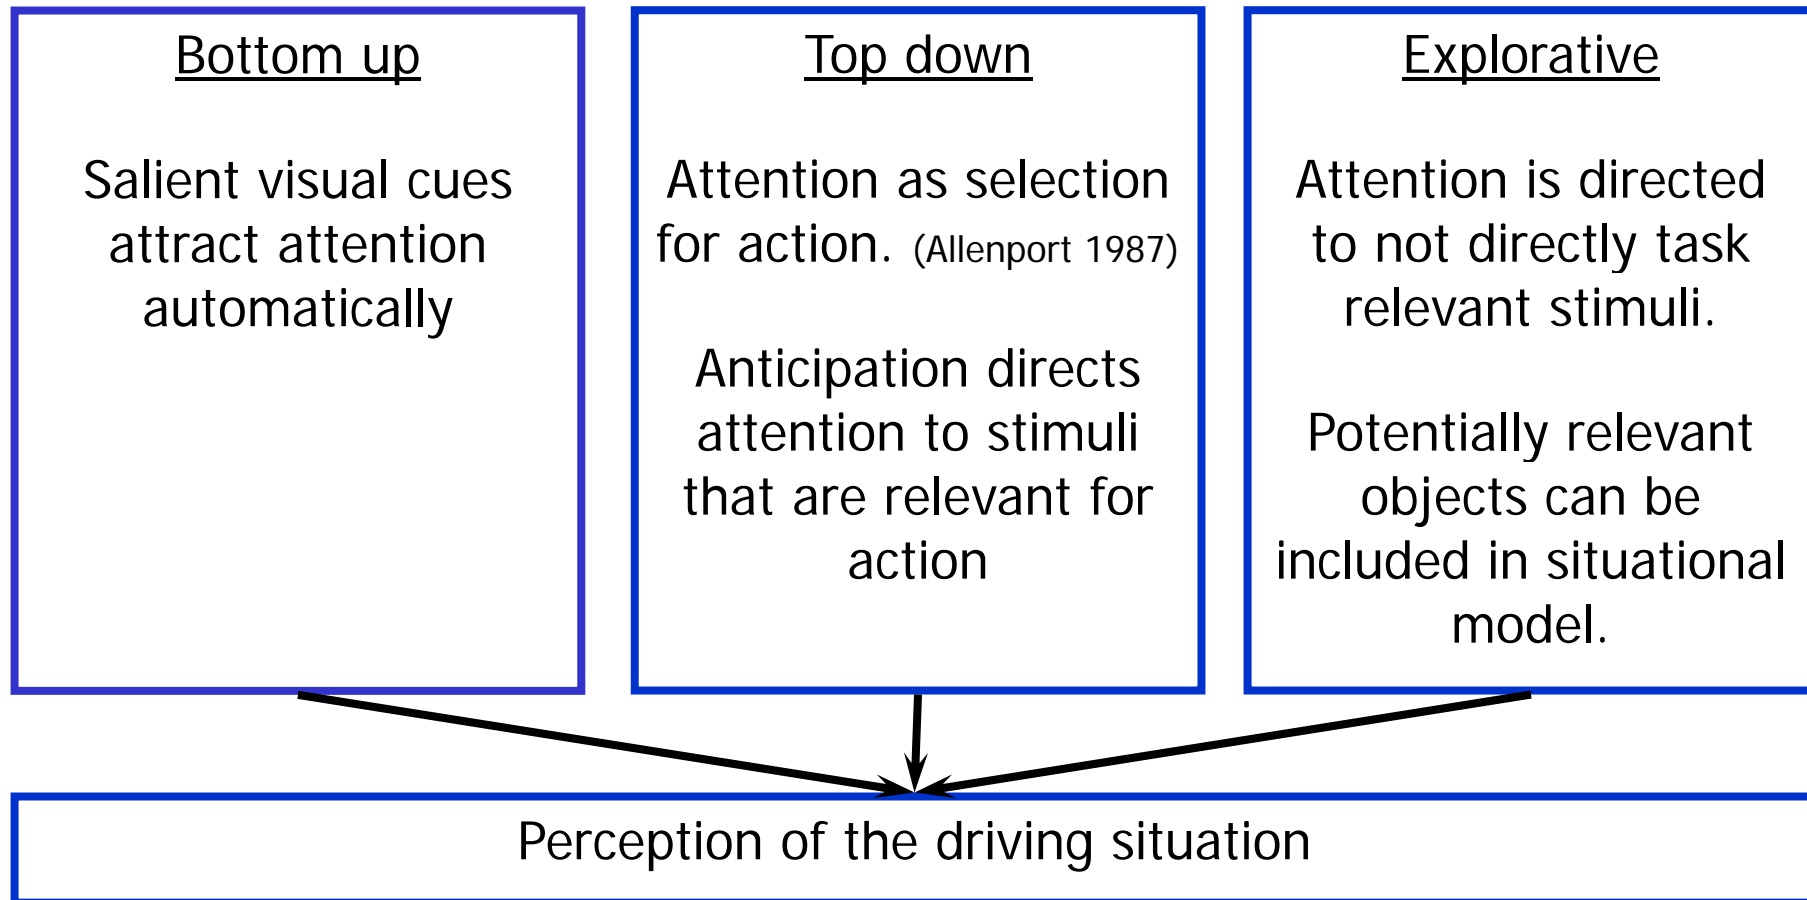 Bottom up
Salient visual cues
attract attention
automatically
Top down
Attention as selection
for action. (Allenport 1987)
Anticipation directs
attention to stimuli
that are relevant for
action
Explorative
Attention is directed
to not directly task
relevant stimuli.
Potentially relevant
objects can be
included in situational
model.
Perception of the driving situation